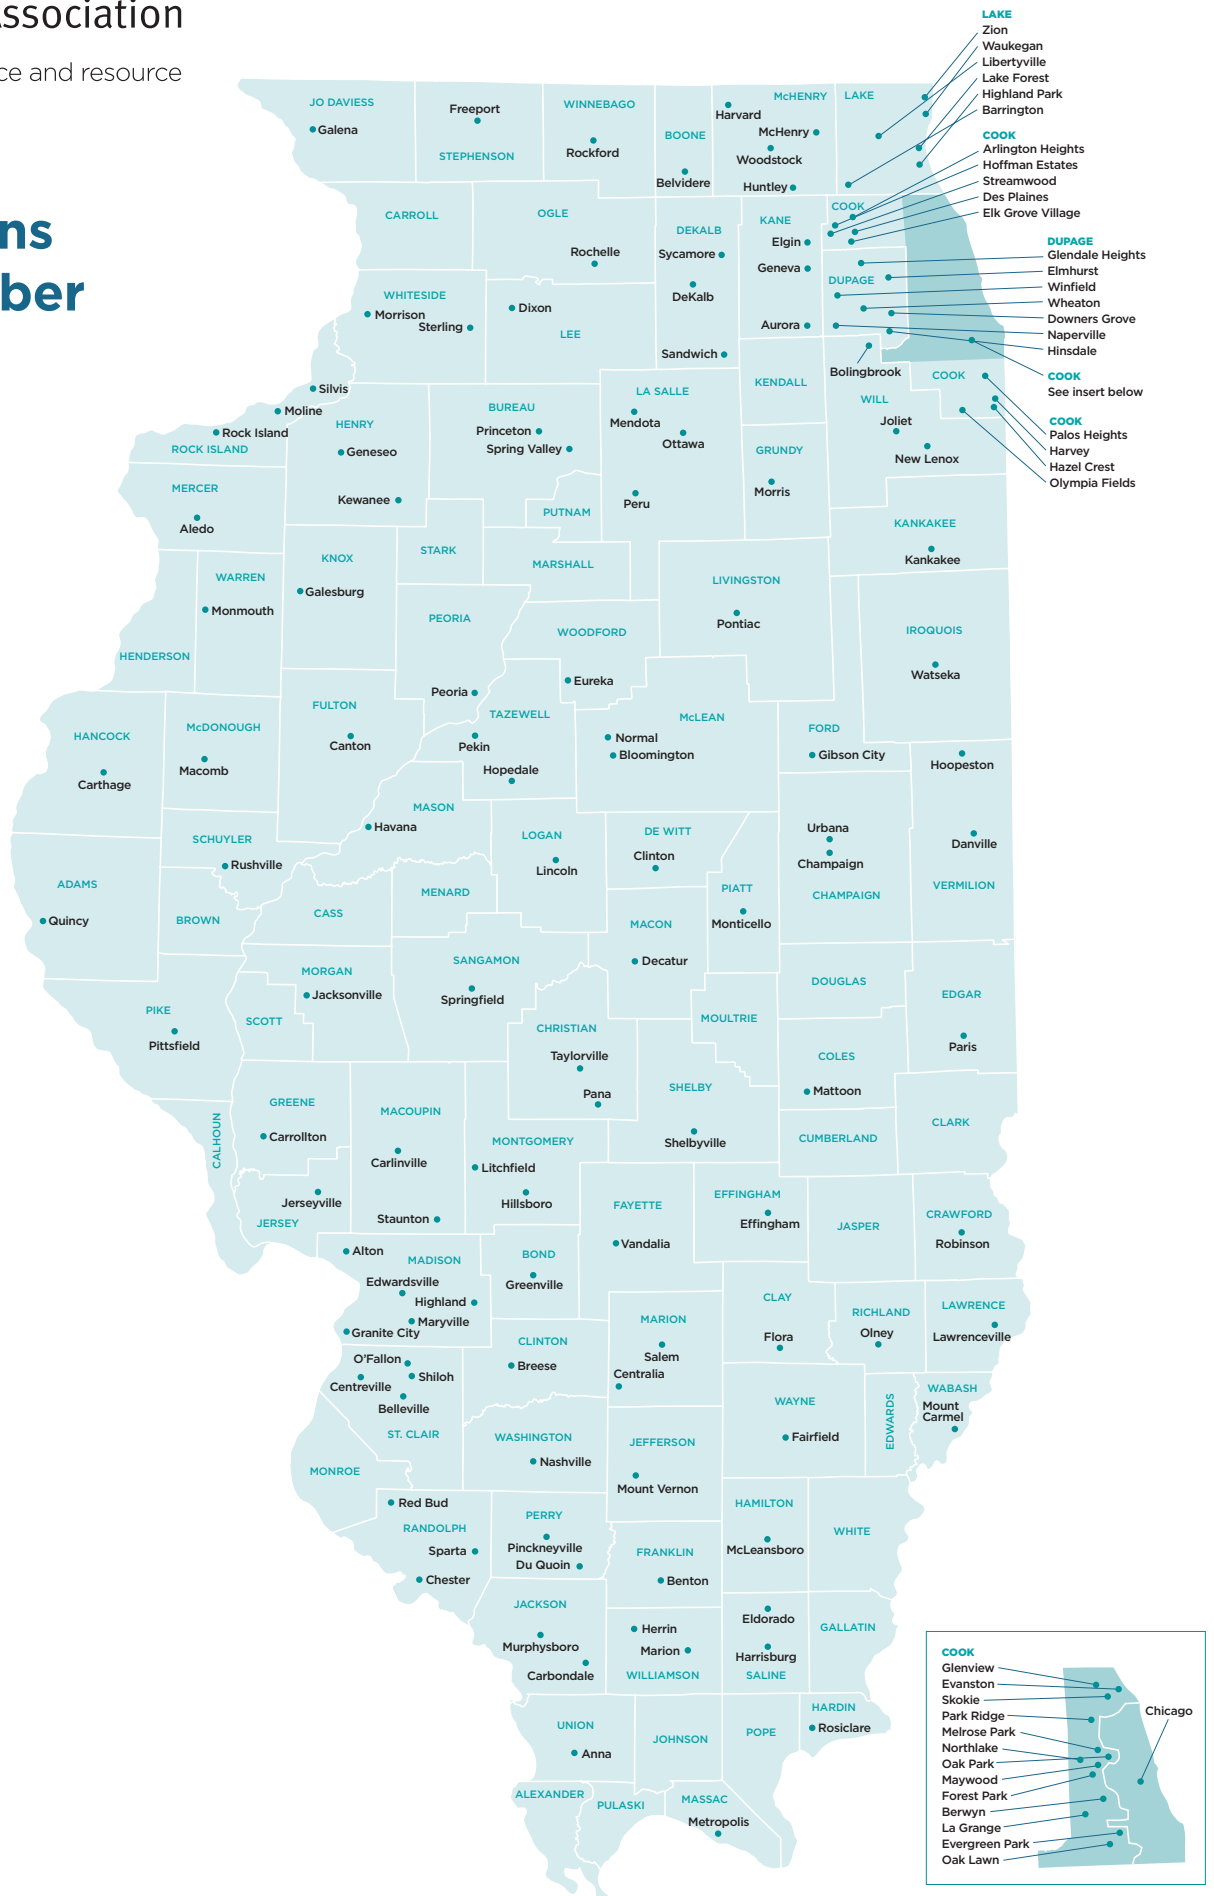 Association
ce and resource
ns
ber
LAKE
Zion
Waukegan
Libertyville
Lake Forest
Highland Park
Barrington
COOK
Arlington Heights
Hoffman Estates
Streamwood
Des Plaines
Elk Grove Village
DUPAGE
Glendale Heights
Elmhurst
Winfield
Wheaton
Downers Grove
Naperville
Hinsdale
COOK
See insert below
COOK
Palos Heights
Harvey
Hazel Crest
Olympia Fields
JO DAVIESS
Galena
Freeport
STEPHENSON
WINNEBAGO
Rockford
BOONE
Belvidere
McHENRY
Harvard
McHenry
Woodstock
Huntley
LAKE
CARROLL
OGLE
Rochelle
DEKALB
Sycamore
DeKalb
Sandwich
KANE
Elgin
Geneva
Aurora
COOK
DUPAGE
WHITESIDE
Morrison
Sterling
Dixon
LEE
Bolingbrook
COOK
KENDALL
WILL
Joliet
New Lenox
Silvis
Moline
Rock Island
ROCK ISLAND
HENRY
Geneseo
Kewanee
BUREAU
Princeton
Spring Valley
LA SALLE
Mendota
Ottawa
Peru
GRUNDY
Morris
MERCER
Aledo
PUTNAM
KANKAKEE
Kankakee
KNOX
Galesburg
STARK
MARSHALL
LIVINGSTON
Pontiac
WARREN
Monmouth
HENDERSON
PEORIA
Peoria
WOODFORD
Eureka
IROQUOIS
Watseka
HANCOCK
Carthage
McDONOUGH
Macomb
FULTON
Canton
TAZEWELL
Pekin
Hopedale
McLEAN
Normal
Bloomington
FORD
Gibson City
Hoopeston
MASON
Havana
SCHUYLER
Rushville
LOGAN
Lincoln
DE WITT
Clinton
Urbana
Champaign
CHAMPAIGN
Danville
VERMILION
ADAMS
Quincy
BROWN
CASS
MENARD
PIATT
Monticello
MACON
Decatur
MORGAN
Jacksonville
SANGAMON
Springfield
DOUGLAS
EDGAR
Paris
PIKE
Pittsfield
SCOTT
CHRISTIAN
Taylorville
Pana
MOULTRIE
COLES
Mattoon
SHELBY
Shelbyville
GREENE
Carrollton
CALHOUN
MACOUPIN
Carlinville
Staunton
MONTGOMERY
Litchfield
Hillsboro
CUMBERLAND
CLARK
Jerseyville
JERSEY
FAYETTE
Vandalia
EFFINGHAM
Effingham
JASPER
CRAWFORD
Robinson
Alton
MADISON
Edwardsville
Highland
Maryville
Granite City
BOND
Greenville
CLAY
Flora
RICHLAND
Olney
LAWRENCE
Lawrenceville
MARION
Salem
Centralia
CLINTON
Breese
O'Fallon
Shiloh
Centreville
Belleville
ST. CLAIR
WAYNE
Fairfield
EDWARDS
WABASH
Mount
Carmel
WASHINGTON
Nashville
JEFFERSON
Mount Vernon
MONROE
Red Bud
RANDOLPH
Sparta
Chester
PERRY
Pinckneyville
Du Quoin
HAMILTON
McLeansboro
WHITE
FRANKLIN
Benton
JACKSON
Murphysboro
Carbondale
Herrin
Marion
WILLIAMSON
Eldorado
Harrisburg
SALINE
GALLATIN
UNION
Anna
JOHNSON
POPE
HARDIN
Rosiclare
ALEXANDER
PULASKI
MASSAC
Metropolis
COOK
Glenview
Evanston
Skokie
Park Ridge
Melrose Park
Northlake
Oak Park
Maywood
Forest Park
Berwyn
La Grange
Evergreen Park
Oak Lawn
Chicago